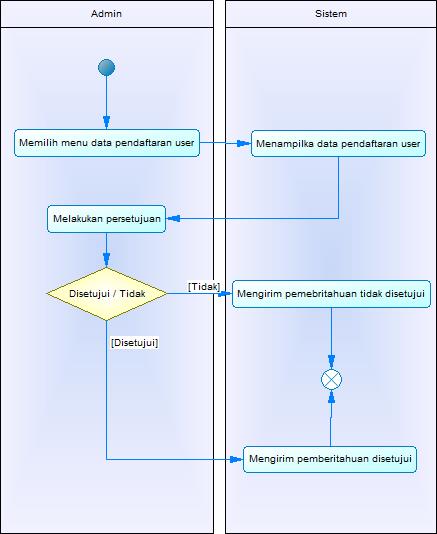 Admin
Sistem
Memilih menu data pendaftaran user
Menampilka data pendaftaran user
Melakukan persetujuan
Disetujui / Tidak
[Tidak]
Mengirim pemebritahuan tidak disetujui
[Disetujui]
Mengirim pemberitahuan disetujui